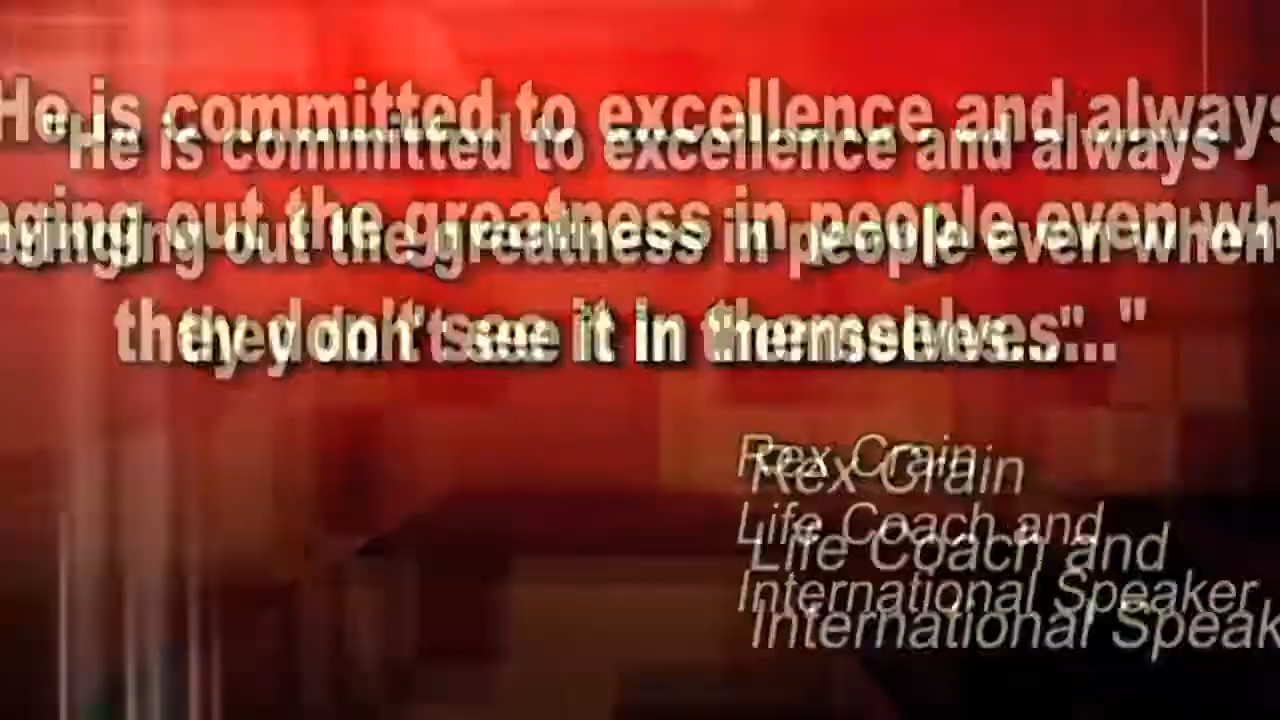 "He is committed to excellence and always
bringing out the greatness in people even when
they don't see it in themselves..."
Rex Crain
Life Coach and
International Speaker